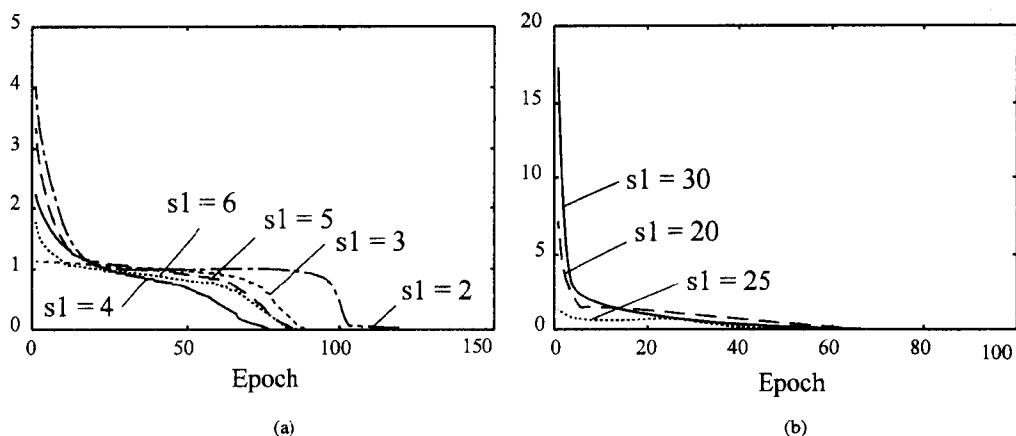 5
4
3
2
1
0
s1 = 6
s1 = 5
s1 = 3
s1 = 4
s1 = 2
0
50
100
150
Epoch
(a)
20
15
10
5
0
s1 = 30
s1 = 20
s1 = 25
0
20
40
60
80
100
Epoch
(b)